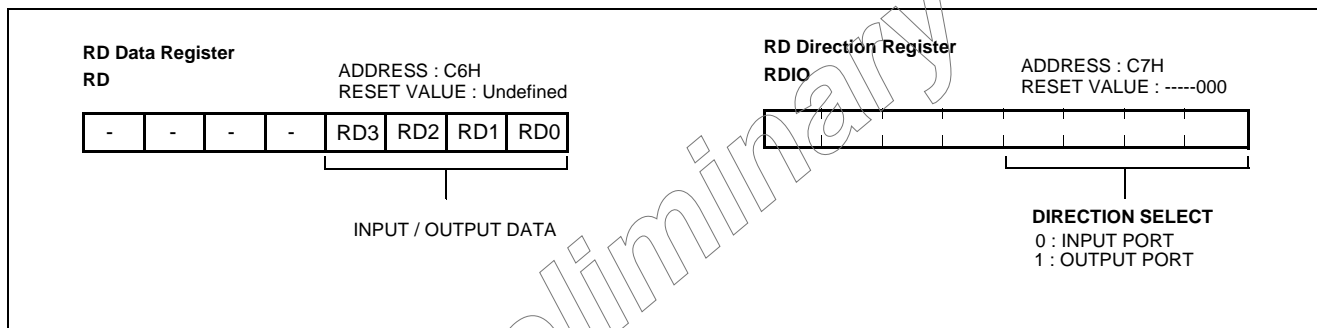 RD Data Register
RD
ADDRESS : C6H
RESET VALUE : Undefined
- - - - RD3 RD2 RD1 RD0
INPUT / OUTPUT DATA
RD Direction Register
RDIO
ADDRESS : C7H
RESET VALUE : -----000
DIRECTION SELECT
0 : INPUT PORT
1 : OUTPUT PORT
eliminary